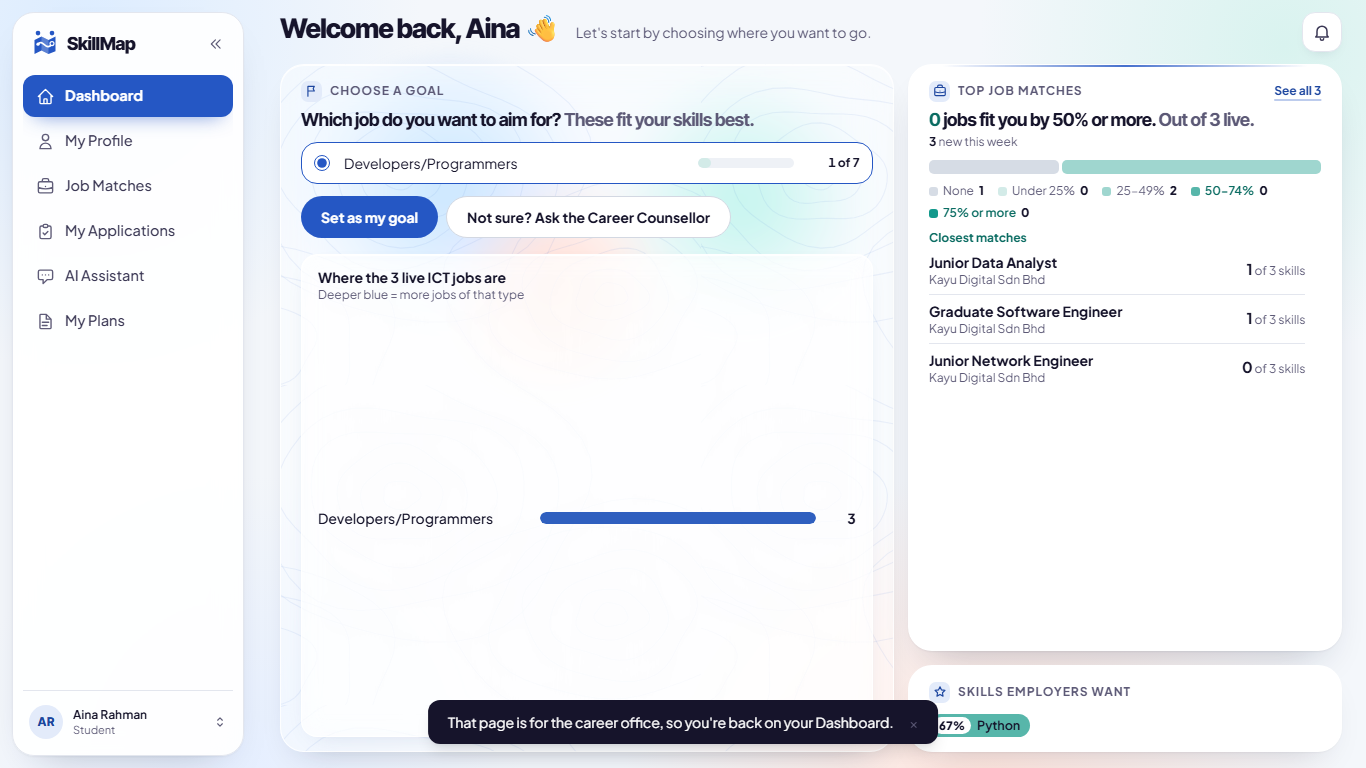 SkillMap
Dashboard
My Profile
Job Matches
My Applications
AI Assistant
My Plans
AR
Aina Rahman
Student
Welcome back, Aina 👋
Let's start by choosing where you want to go.
CHOOSE A GOAL
Which job do you want to aim for? These fit your skills best.
Developers/Programmers 1 of 7
Set as my goal
Not sure? Ask the Career Counsellor
Where the 3 live ICT jobs are
Deeper blue = more jobs of that type
Developers/Programmers 3
TOP JOB MATCHES
See all 3
0 jobs fit you by 50% or more. Out of 3 live.
3 new this week
None 1 Under 25% 0 25–49% 2 50–74% 0
75% or more 0
Closest matches
Junior Data Analyst
Kayu Digital Sdn Bhd
1 of 3 skills
Graduate Software Engineer
Kayu Digital Sdn Bhd
1 of 3 skills
Junior Network Engineer
Kayu Digital Sdn Bhd
0 of 3 skills
SKILLS EMPLOYERS WANT
67% Python
That page is for the career office, so you're back on your Dashboard. ×